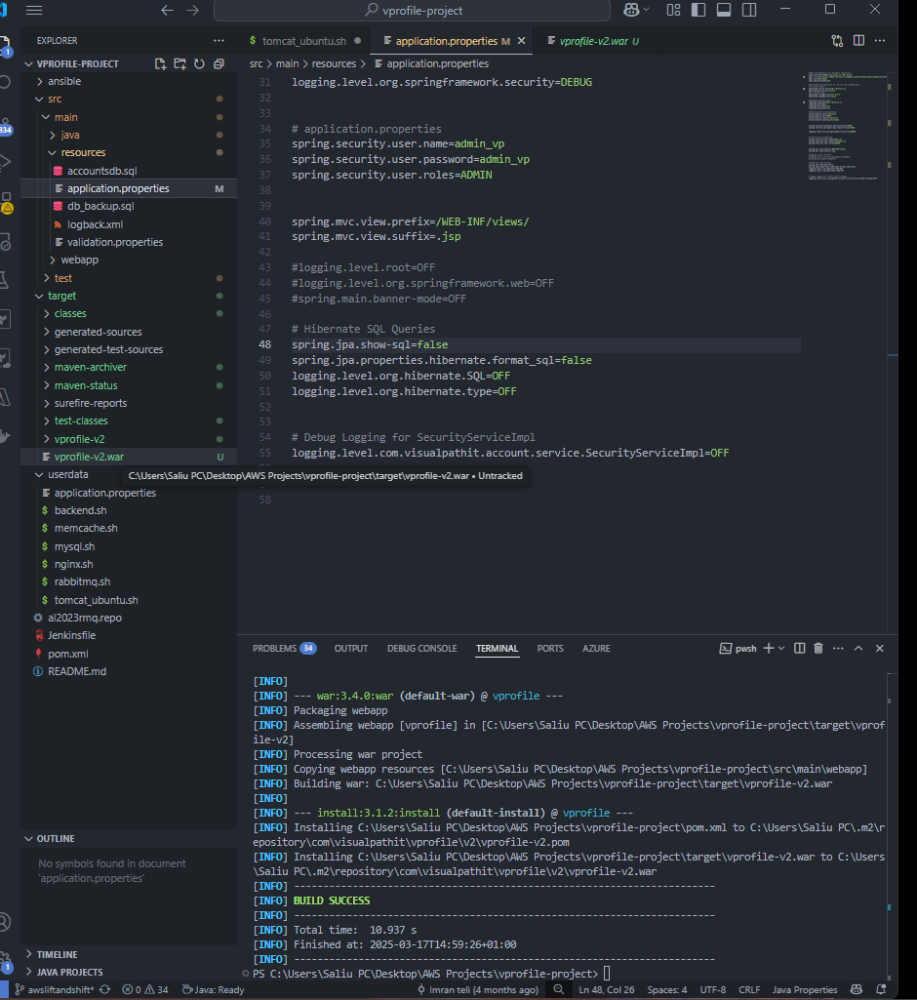 vprofile-project
EXPLORER
VPROFILE-PROJECT
ansible
src
main
java
resources
accountsdb.sql
application.properties M
db_backup.sql
logback.xml
validation.properties
webapp
test
target
classes
generated-sources
generated-test-sources
maven-archiver
maven-status
surefire-reports
test-classes
vprofile-v2
vprofile-v2.war U
userdata
application.properties
backend.sh
memcache.sh
mysql.sh
nginx.sh
rabbitmq.sh
tomcat_ubuntu.sh
al2023rmq.repo
Jenkinsfile
pom.xml
README.md
OUTLINE
No symbols found in document
'application.properties'
TIMELINE
JAVA PROJECTS
1
334
1
$ tomcat_ubuntu.sh
application.properties M
vprofile-v2.war U
src > main > resources > application.properties
31 logging.level.org.springframework.security=DEBUG
32
33
34 # application.properties
35 spring.security.user.name=admin_vp
36 spring.security.user.password=admin_vp
37 spring.security.user.roles=ADMIN
38
39
40 spring.mvc.view.prefix=/WEB-INF/views/
41 spring.mvc.view.suffix=.jsp
42
43 #logging.level.root=OFF
44 #logging.level.org.springframework.web=OFF
45 #spring.main.banner-mode=OFF
46
47 # Hibernate SQL Queries
48 spring.jpa.show-sql=false
49 spring.jpa.properties.hibernate.format_sql=false
50 logging.level.org.hibernate.SQL=OFF
51 logging.level.org.hibernate.type=OFF
52
53
54 # Debug Logging for SecurityServiceImpl
55 logging.level.com.visualpathit.account.service.SecurityServiceImpl=OFF
C:\Users\Saliu PC\Desktop\AWS Projects\vprofile-project\target\vprofile-v2.war • Untracked
58
PROBLEMS 34 OUTPUT DEBUG CONSOLE TERMINAL PORTS AZURE
pwsh
[INFO]
[INFO] --- war:3.4.0:war (default-war) @ vprofile ---
[INFO] Packaging webapp
[INFO] Assembling webapp [vprofile] in [C:\Users\Saliu PC\Desktop\AWS Projects\vprofile-project\target\vprof
ile-v2]
[INFO] Processing war project
[INFO] Copying webapp resources [C:\Users\Saliu PC\Desktop\AWS Projects\vprofile-project\src\main\webapp]
[INFO] Building war: C:\Users\Saliu PC\Desktop\AWS Projects\vprofile-project\target\vprofile-v2.war
[INFO]
[INFO] --- install:3.1.2:install (default-install) @ vprofile ---
[INFO] Installing C:\Users\Saliu PC\Desktop\AWS Projects\vprofile-project\pom.xml to C:\Users\Saliu PC\.m2\r
epository\com\visualpathit\vprofile\v2\vprofile-v2.pom
[INFO] Installing C:\Users\Saliu PC\Desktop\AWS Projects\vprofile-project\target\vprofile-v2.war to C:\Users
\Saliu PC\.m2\repository\com\visualpathit\vprofile\v2\vprofile-v2.war
[INFO] ------------------------------------------------------------------------
[INFO] BUILD SUCCESS
[INFO] ------------------------------------------------------------------------
[INFO] Total time:  10.937 s
[INFO] Finished at: 2025-03-17T14:59:26+01:00
[INFO] ------------------------------------------------------------------------
PS C:\Users\Saliu PC\Desktop\AWS Projects\vprofile-project>
awsliftandshift* 0 34 Java: Ready Imran teli (4 months ago) Ln 48, Col 26 Spaces: 4 UTF-8 CRLF Java Properties